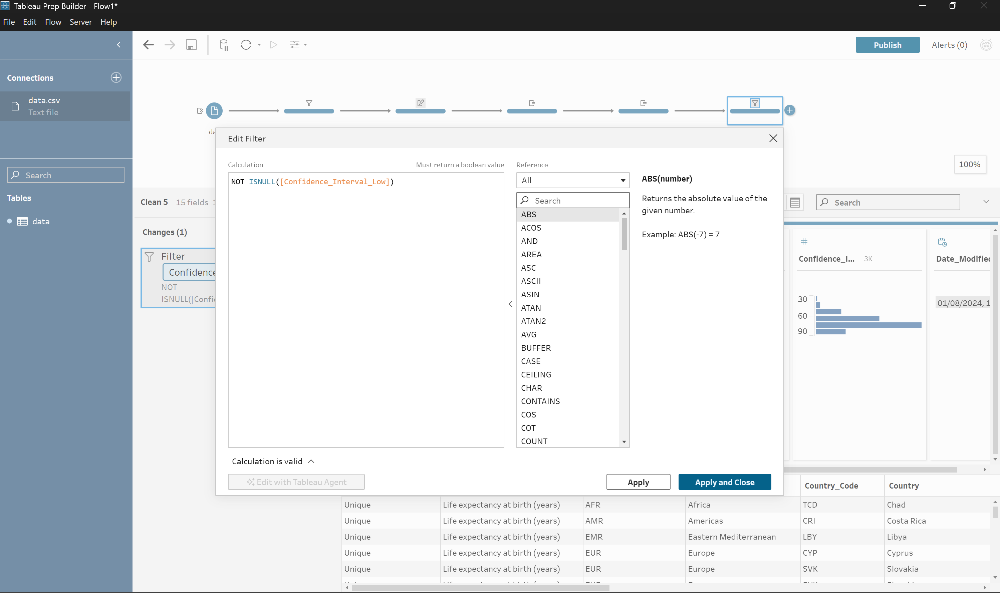 Tableau Prep Builder - Flow1*
File Edit Flow Server Help
Publish
Alerts (0)
Connections
data.csv
Text file
Search
Tables
data
100%
Clean 5 15 fields
Search
Changes (1)
Filter
Confidence
NOT
ISNULL([Confi
Edit Filter
Calculation
Must return a boolean value
NOT ISNULL([Confidence_Interval_Low])
Reference
All
Search
ABS
ACOS
AND
AREA
ASC
ASCII
ASIN
ATAN
ATAN2
AVG
BUFFER
CASE
CEILING
CHAR
CONTAINS
COS
COT
COUNT
ABS(number)
Returns the absolute value of the
given number.
Example: ABS(-7) = 7
Calculation is valid
Edit with Tableau Agent
Apply
Apply and Close
Confidence_I... 3K
30
60
90
Date_Modified
01/08/2024, 1
Country_Code Country
Unique Life expectancy at birth (years) AFR Africa TCD Chad
Unique Life expectancy at birth (years) AMR Americas CRI Costa Rica
Unique Life expectancy at birth (years) EMR Eastern Mediterranean LBY Libya
Unique Life expectancy at birth (years) EUR Europe CYP Cyprus
Unique Life expectancy at birth (years) EUR Europe SVK Slovakia